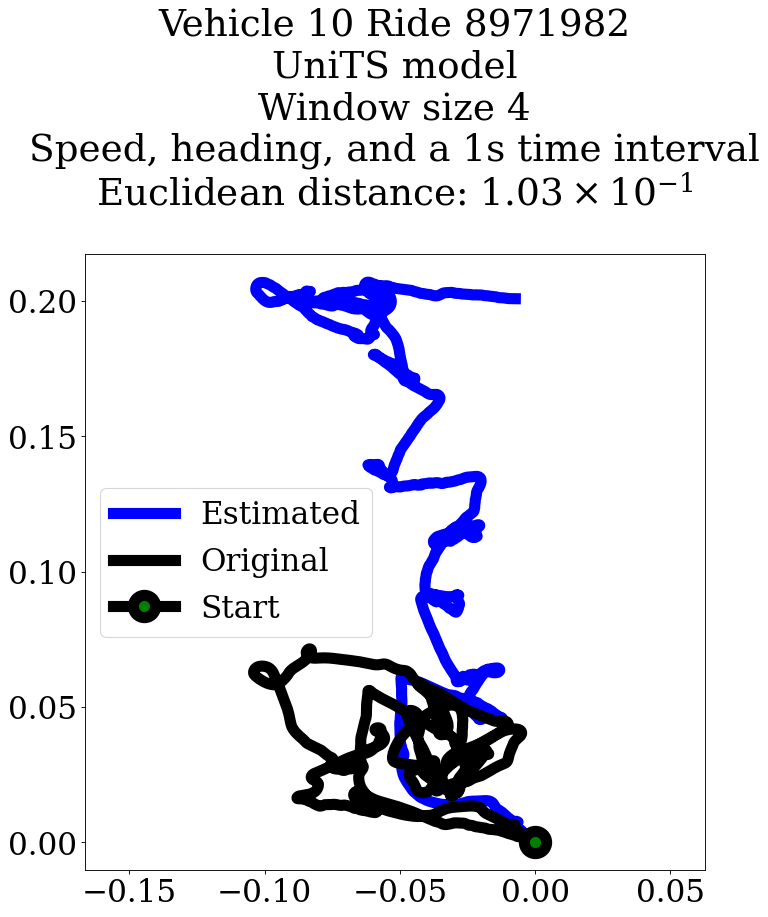 Vehicle 10 Ride 8971982
UniTS model
Window size 4
Speed, heading, and a 1s time interval
Euclidean distance: 1.03 × 10⁻¹
0.20
0.15
0.10
0.05
0.00
Estimated
Original
Start
−0.15 −0.10 −0.05 0.00 0.05